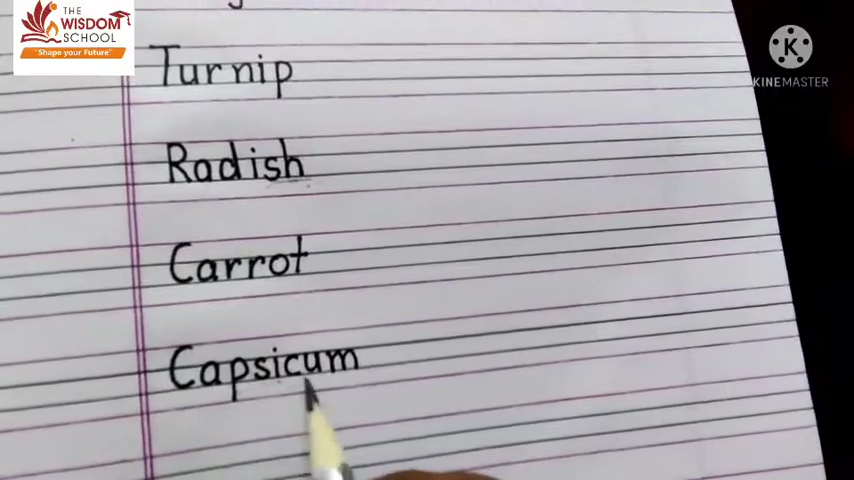 THE
WISDOM
SCHOOL
"Shape your Future"
KINEMASTER
Turnip
Radish
Carrot
Capsicum